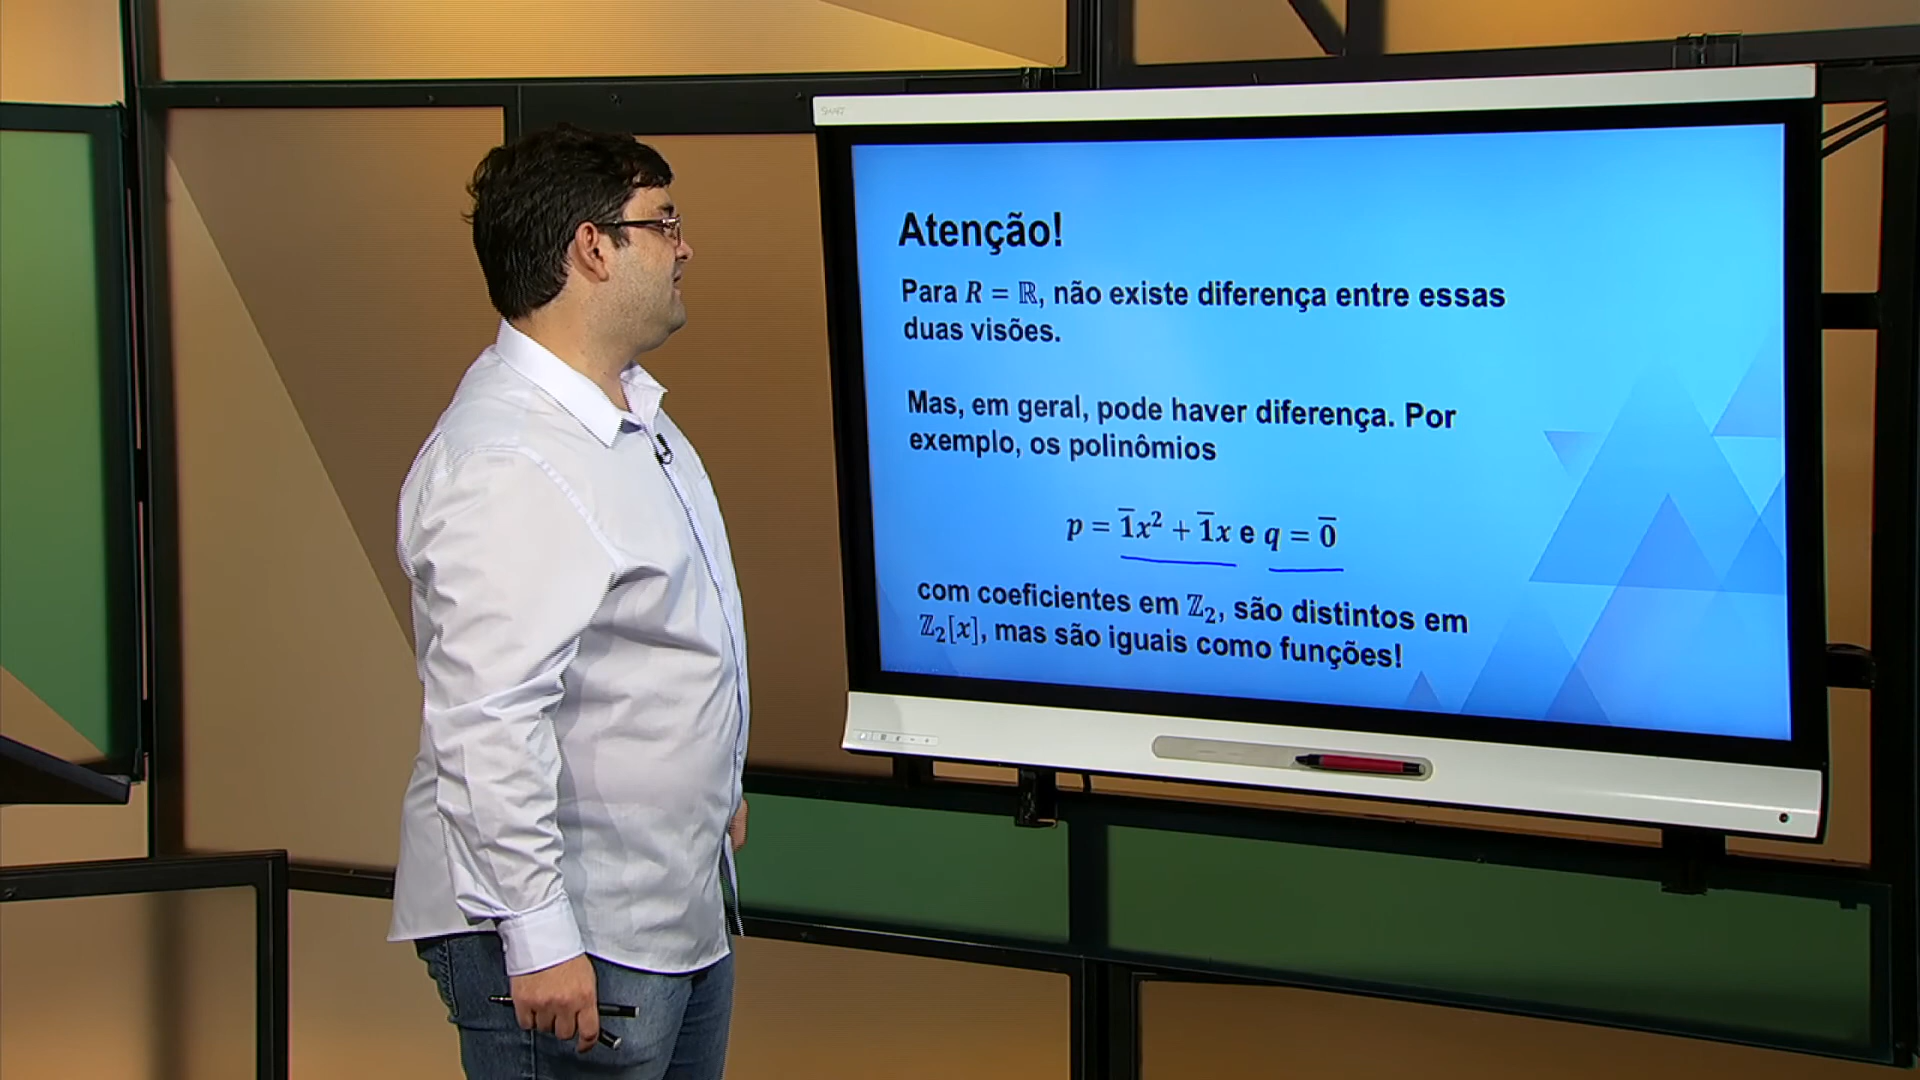 SMART
Atenção!
Para R = ℝ, não existe diferença entre essas
duas visões.
Mas, em geral, pode haver diferença. Por
exemplo, os polinômios
p = 1̅x² + 1̅x e q = 0̅
com coeficientes em ℤ₂, são distintos em
ℤ₂[x], mas são iguais como funções!